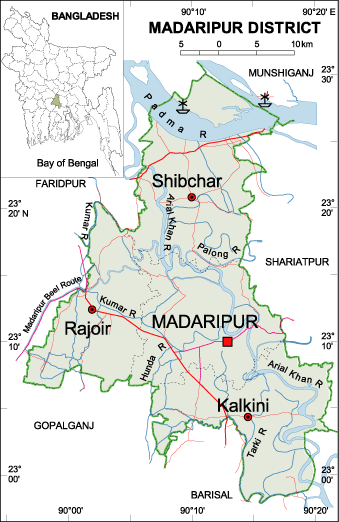 BANGLADESH
Bay of Bengal
MADARIPUR DISTRICT
5 0 5 10km
90°10' 90°20' E
23°30'
MUNSHIGANJ
Padma R
FARIDPUR
23°20' N
Shibchar
Kumar R
Arial Khan R
Palong R
23°20'
SHARIATPUR
Madaripur Beel Route
Kumar R
Rajoir
MADARIPUR
23°10'
Hunda R
23°10'
Arial Khan R
Kalkini
GOPALGANJ
Tarki R
23°00'
23°00'
BARISAL
90°00' 90°10' 90°20'